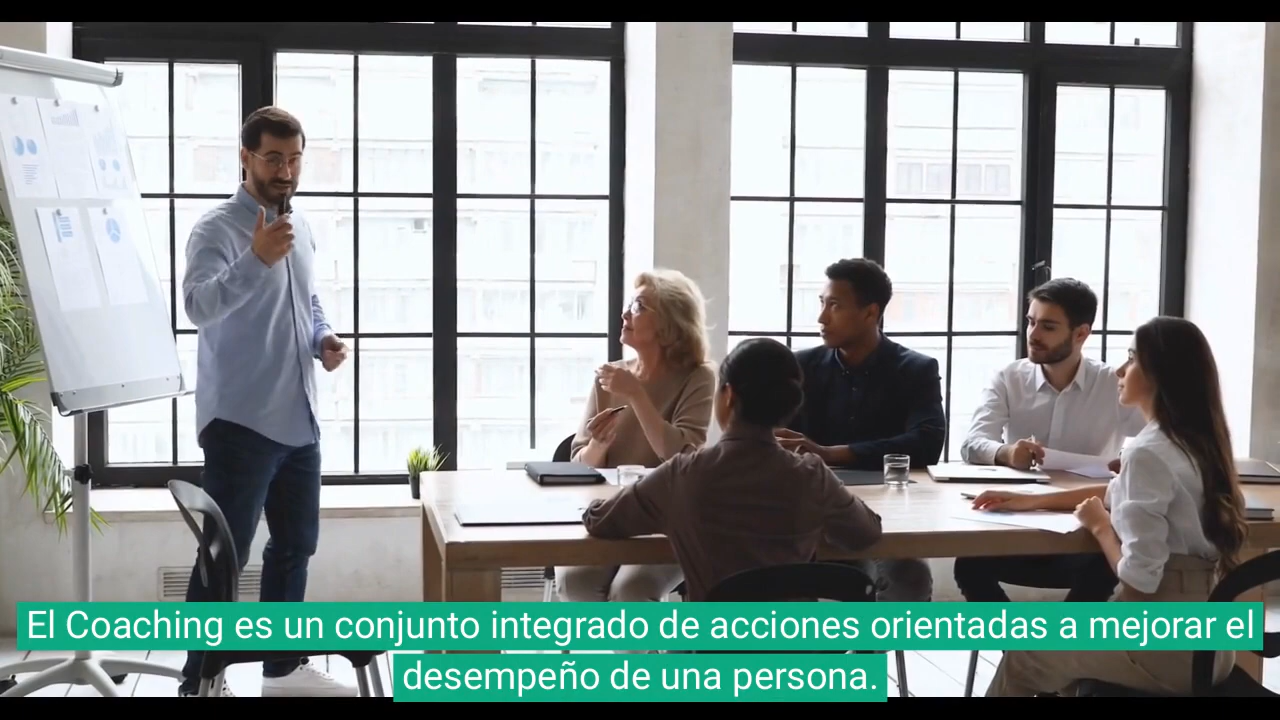 El Coaching es un conjunto integrado de acciones orientadas a mejorar el
desempeño de una persona.